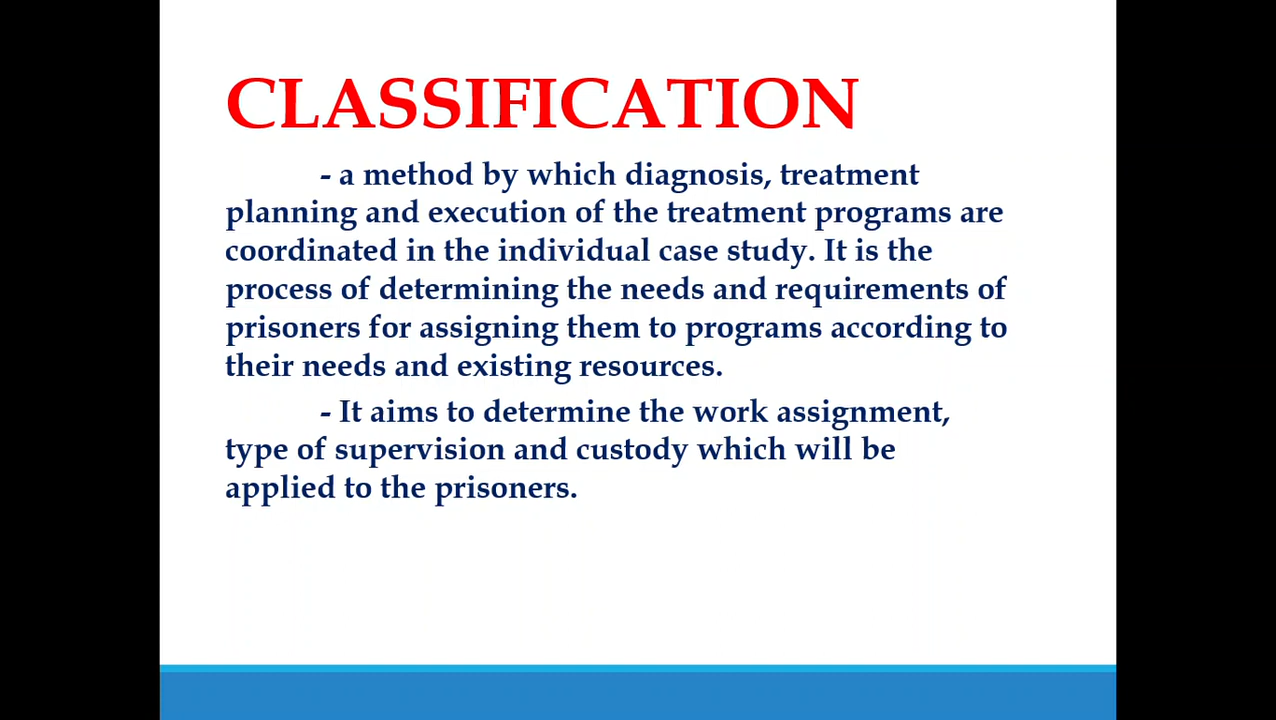 CLASSIFICATION
- a method by which diagnosis, treatment
planning and execution of the treatment programs are
coordinated in the individual case study. It is the
process of determining the needs and requirements of
prisoners for assigning them to programs according to
their needs and existing resources.
- It aims to determine the work assignment,
type of supervision and custody which will be
applied to the prisoners.